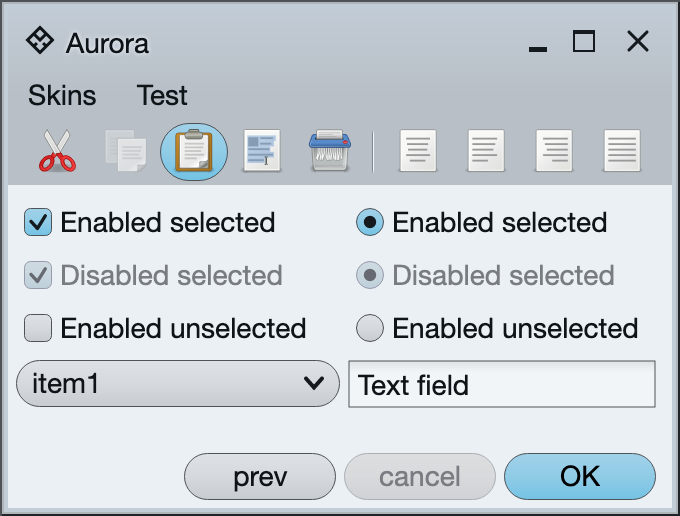 Aurora
Skins Test
Enabled selected Enabled selected
Disabled selected Disabled selected
Enabled unselected Enabled unselected
item1 Text field
prev cancel OK